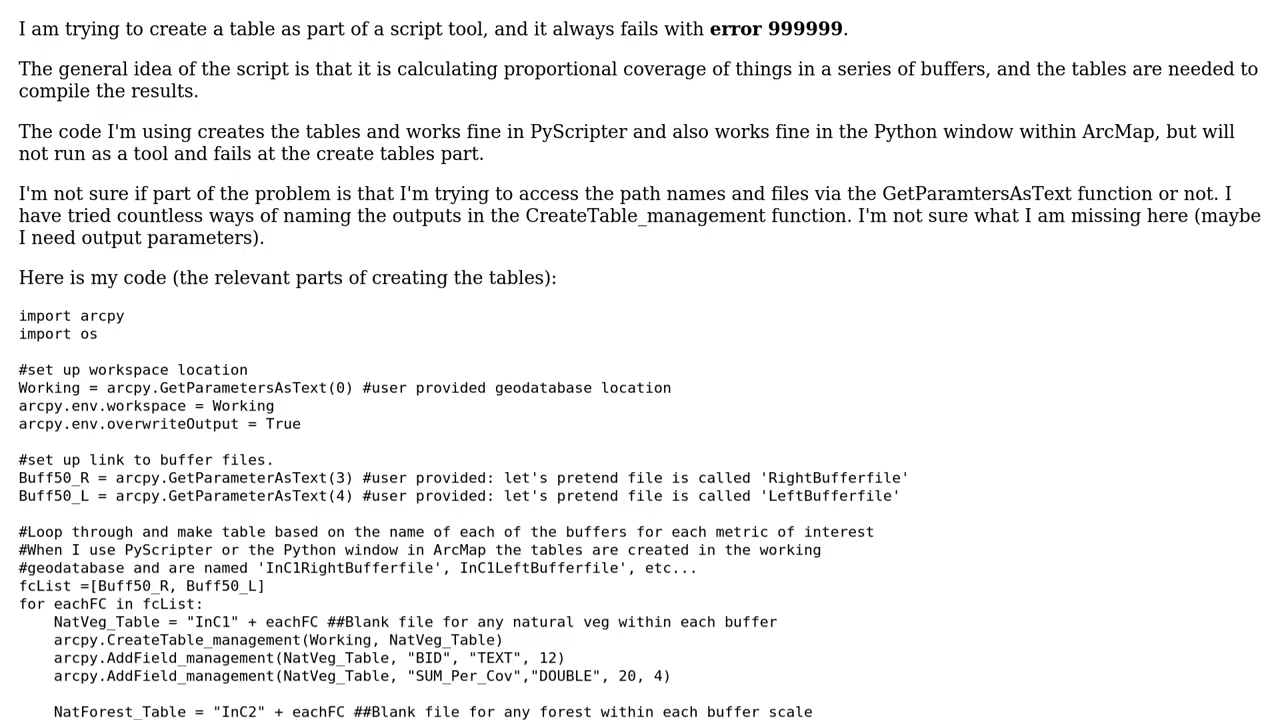 I am trying to create a table as part of a script tool, and it always fails with error 999999.
The general idea of the script is that it is calculating proportional coverage of things in a series of buffers, and the tables are needed to
compile the results.
The code I'm using creates the tables and works fine in PyScripter and also works fine in the Python window within ArcMap, but will
not run as a tool and fails at the create tables part.
I'm not sure if part of the problem is that I'm trying to access the path names and files via the GetParamtersAsText function or not. I
have tried countless ways of naming the outputs in the CreateTable_management function. I'm not sure what I am missing here (maybe
I need output parameters).
Here is my code (the relevant parts of creating the tables):
import arcpy
import os
#set up workspace location
Working = arcpy.GetParametersAsText(0) #user provided geodatabase location
arcpy.env.workspace = Working
arcpy.env.overwriteOutput = True
#set up link to buffer files.
Buff50_R = arcpy.GetParameterAsText(3) #user provided: let's pretend file is called 'RightBufferfile'
Buff50_L = arcpy.GetParameterAsText(4) #user provided: let's pretend file is called 'LeftBufferfile'
#Loop through and make table based on the name of each of the buffers for each metric of interest
#When I use PyScripter or the Python window in ArcMap the tables are created in the working
#geodatabase and are named 'InC1RightBufferfile', InC1LeftBufferfile', etc...
fcList =[Buff50_R, Buff50_L]
for eachFC in fcList:
    NatVeg_Table = "InC1" + eachFC ##Blank file for any natural veg within each buffer
    arcpy.CreateTable_management(Working, NatVeg_Table)
    arcpy.AddField_management(NatVeg_Table, "BID", "TEXT", 12)
    arcpy.AddField_management(NatVeg_Table, "SUM_Per_Cov","DOUBLE", 20, 4)
    NatForest_Table = "InC2" + eachFC ##Blank file for any forest within each buffer scale